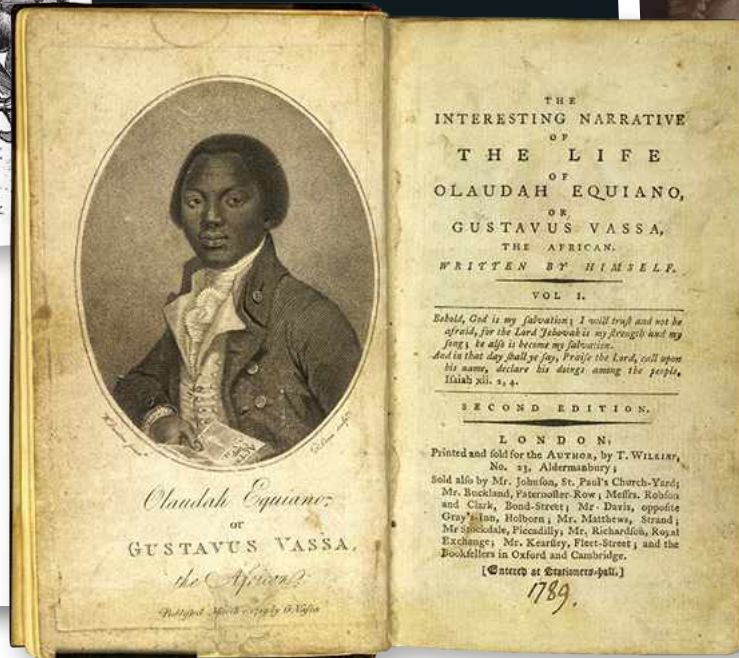 Olaudah Equiano;
or
GUSTAVUS VASSA,
the African,
Published March 1 1789 by G. Vassa
THE
INTERESTING NARRATIVE
OF
THE LIFE
OF
OLAUDAH EQUIANO,
OR
GUSTAVUS VASSA,
THE AFRICAN.
WRITTEN BY HIMSELF.
VOL I.
Behold, God is my salvation; I will trust and not be
afraid, for the Lord Jehovah is my strength and my
song; he also is become my salvation.
And in that day shall ye say, Praise the Lord, call upon
his name, declare his doings among the people,
Isaiah xii. 2, 4.
SECOND EDITION.
LONDON:
Printed and sold for the AUTHOR, by T. WILKINS,
No. 23, Aldermanbury;
Sold also by Mr. Johnson, St. Paul's Church-Yard;
Mr. Buckland, Paternoster-Row; Messrs. Robson
and Clark, Bond-Street; Mr. Davis, opposite
Gray's-Inn, Holborn; Mr. Matthews, Strand;
Mr Stockdale, Piccadilly; Mr. Richardson, Royal
Exchange; Mr. Kearsley, Fleet-Street; and the
Booksellers in Oxford and Cambridge.
[Entered at Stationers-hall.]
1789.